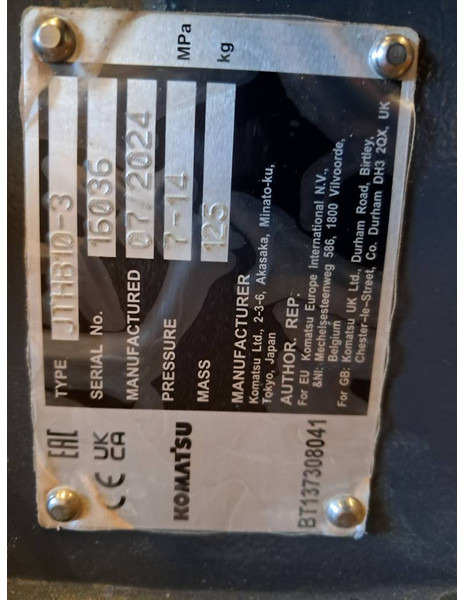 EAC
CE UK CA
KOMATSU
BT137308041
TYPE JTHB10-3
SERIAL No. 16036
MANUFACTURED 07/2024
PRESSURE 7-14 MPa
MASS 125 kg
MANUFACTURER
Komatsu Ltd., 2-3-6, Akasaka, Minato-ku,
Tokyo, Japan
AUTHOR. REP:
For EU Komatsu Europe International N.V.,
&NI: Mechelsesteenweg 586, 1800 Vilvoorde,
Belgium
For GB: Komatsu UK Ltd., Durham Road, Birtley,
Chester-le-Street, Co. Durham DH3 2QX, UK